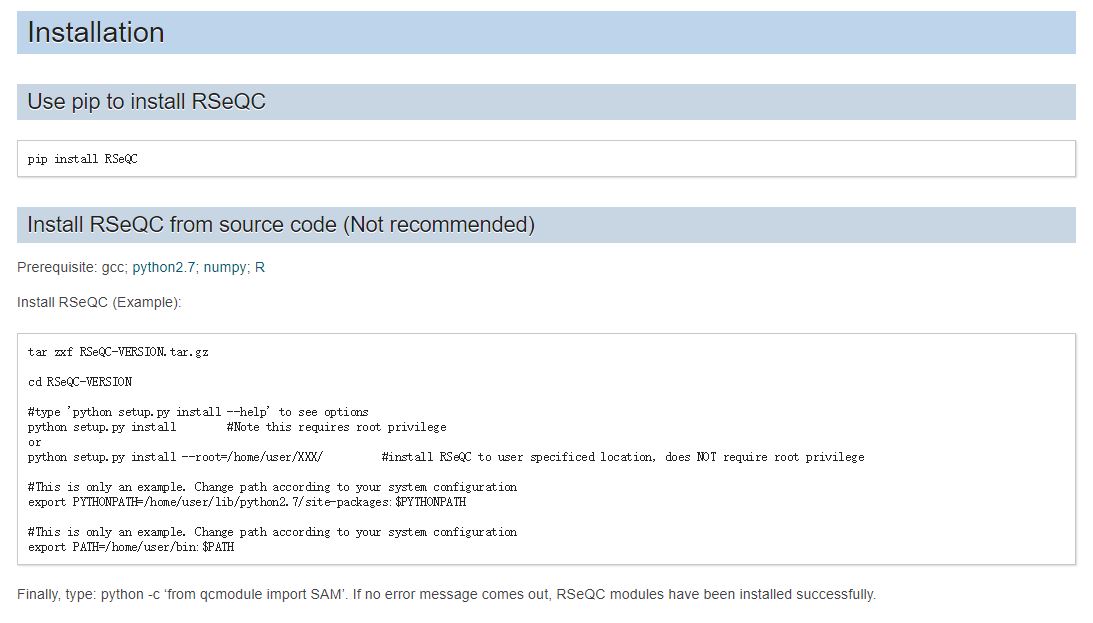 Installation
Use pip to install RSeQC
pip install RSeQC
Install RSeQC from source code (Not recommended)
Prerequisite: gcc; python2.7; numpy; R
Install RSeQC (Example):
tar zxf RSeQC-VERSION.tar.gz
cd RSeQC-VERSION
#type 'python setup.py install --help' to see options
python setup.py install        #Note this requires root privilege
or
python setup.py install --root=/home/user/XXX/        #install RSeQC to user specificed location, does NOT require root privilege
#This is only an example. Change path according to your system configuration
export PYTHONPATH=/home/user/lib/python2.7/site-packages:$PYTHONPATH
#This is only an example. Change path according to your system configuration
export PATH=/home/user/bin:$PATH
Finally, type: python -c ‘from qcmodule import SAM’. If no error message comes out, RSeQC modules have been installed successfully.